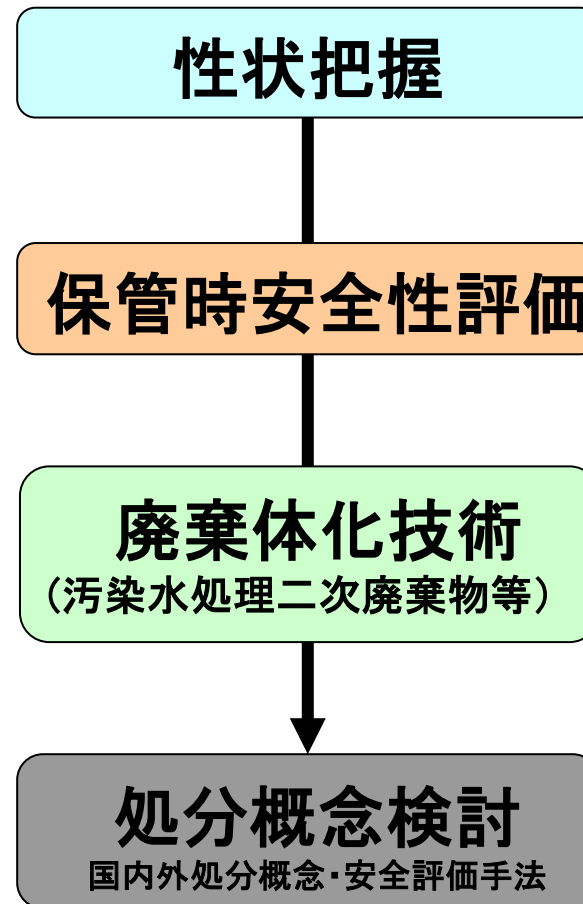 性状把握
保管時安全性評価
廃棄体化技術
（汚染水処理二次廃棄物等）
処分概念検討
国内外処分概念・安全評価手法